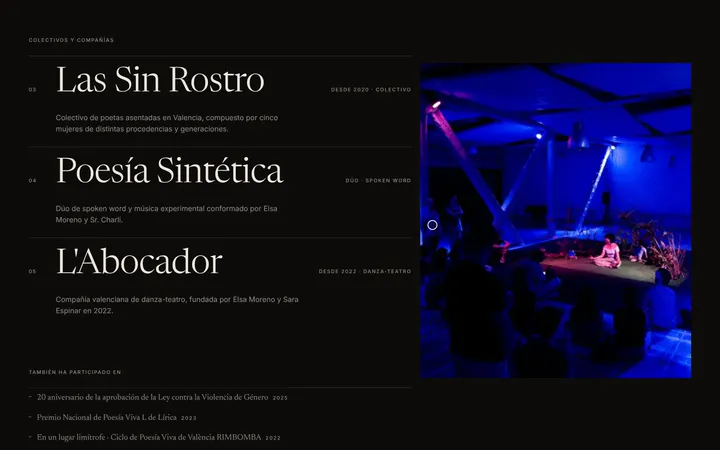 COLECTIVOS Y COMPAÑÍAS
03 Las Sin Rostro DESDE 2020 · COLECTIVO
Colectivo de poetas asentadas en Valencia, compuesto por cinco
mujeres de distintas procedencias y generaciones.
04 Poesía Sintética DÚO · SPOKEN WORD
Dúo de spoken word y música experimental conformado por Elsa
Moreno y Sr. Charli.
05 L'Abocador DESDE 2022 · DANZA-TEATRO
Compañía valenciana de danza-teatro, fundada por Elsa Moreno y Sara
Espinar en 2022.
TAMBIÉN HA PARTICIPADO EN
20 aniversario de la aprobación de la Ley contra la Violencia de Género 2025
Premio Nacional de Poesía Viva L de Lírica 2023
En un lugar limítrofe · Ciclo de Poesía Viva de València RIMBOMBA 2022